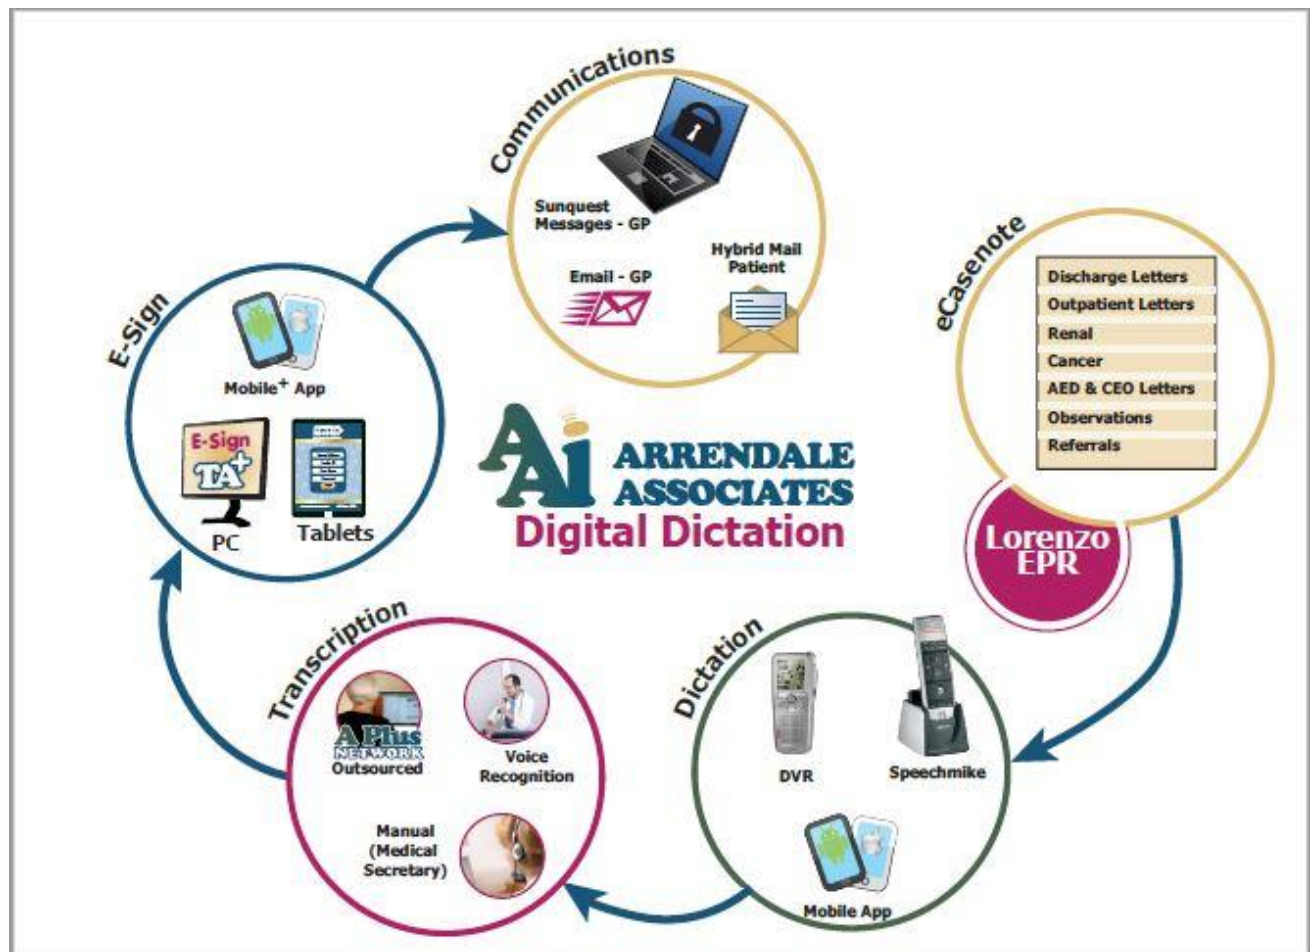 Communications
Sunquest
Messages - GP
Email - GP
Hybrid Mail
Patient
eCasenote
Discharge Letters
Outpatient Letters
Renal
Cancer
AED & CEO Letters
Observations
Referrals
Lorenzo
EPR
E-Sign
Mobile+ App
E-Sign
TA+
PC
Tablets
AAi ARRENDALE
ASSOCIATES
Digital Dictation
Transcription
A Plus
NETWORK
Outsourced
Voice
Recognition
Manual
(Medical
Secretary)
Dictation
DVR
Speechmike
Mobile App